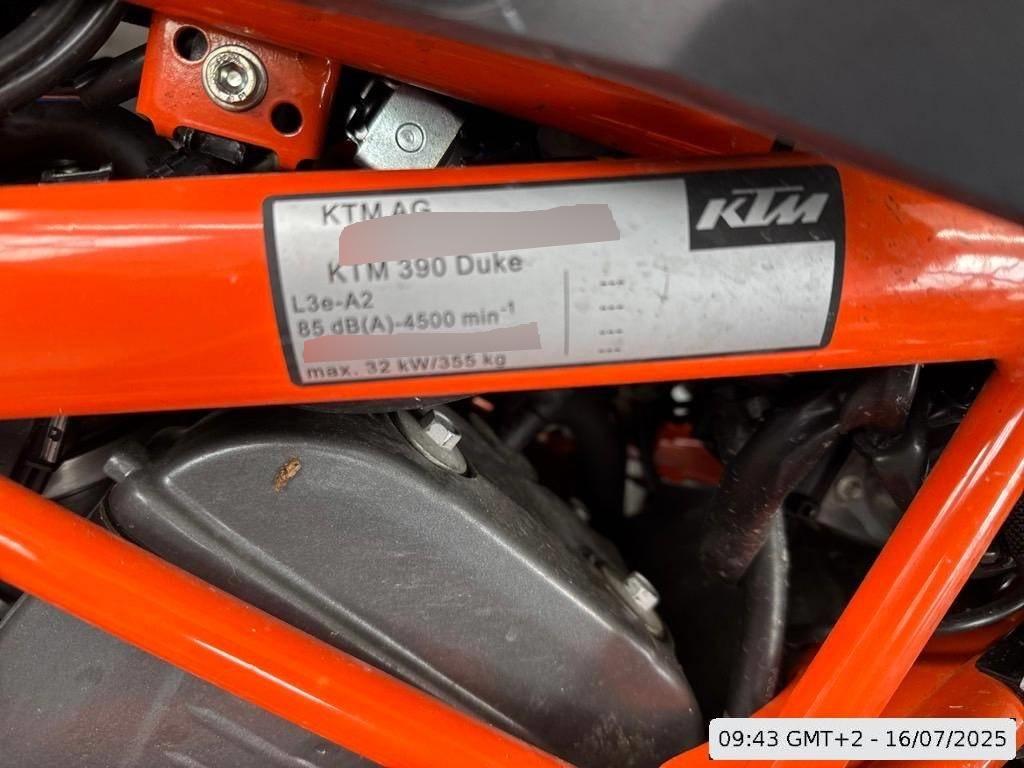 KTM AG
KTM
KTM 390 Duke
L3e-A2
85 dB(A)-4500 min⁻¹
max. 32 kW/355 kg
---
---
---
---
09:43 GMT+2 - 16/07/2025